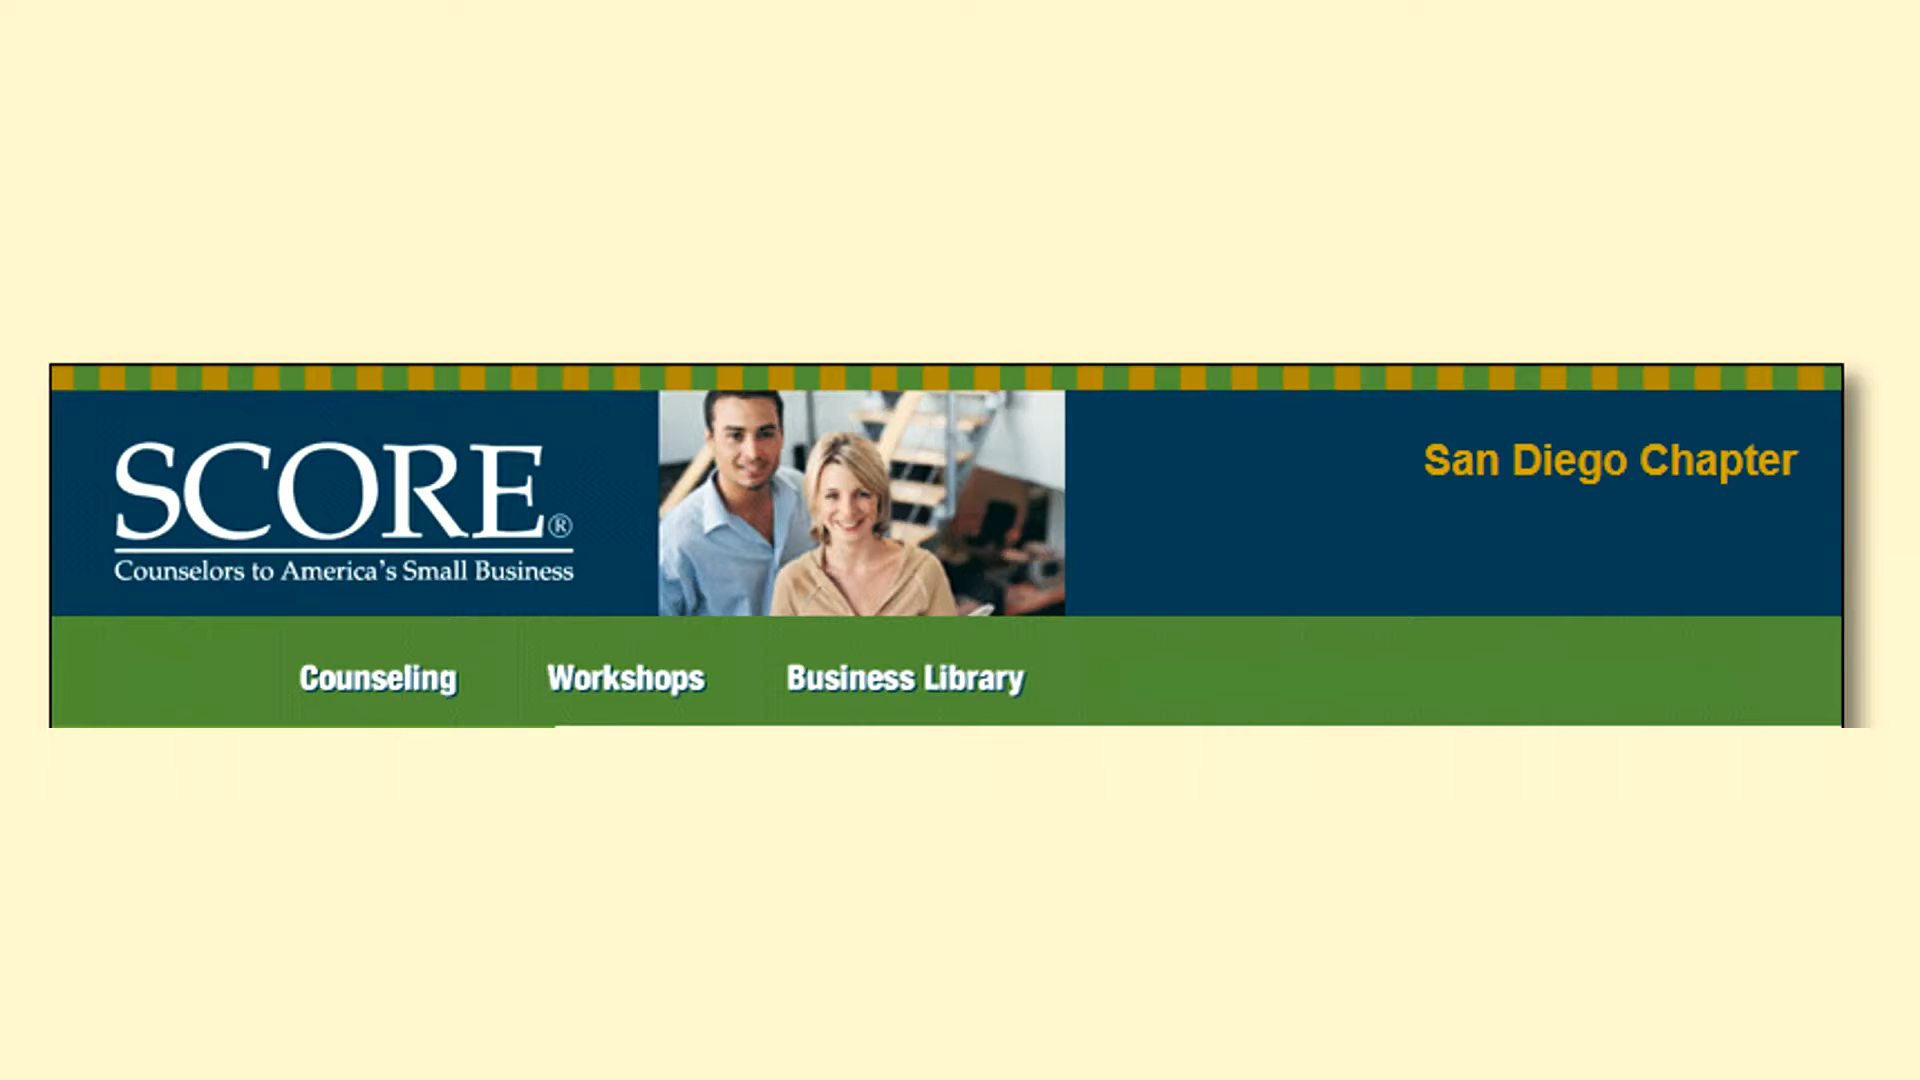 SCORE®
Counselors to America's Small Business
San Diego Chapter
Counseling Workshops Business Library